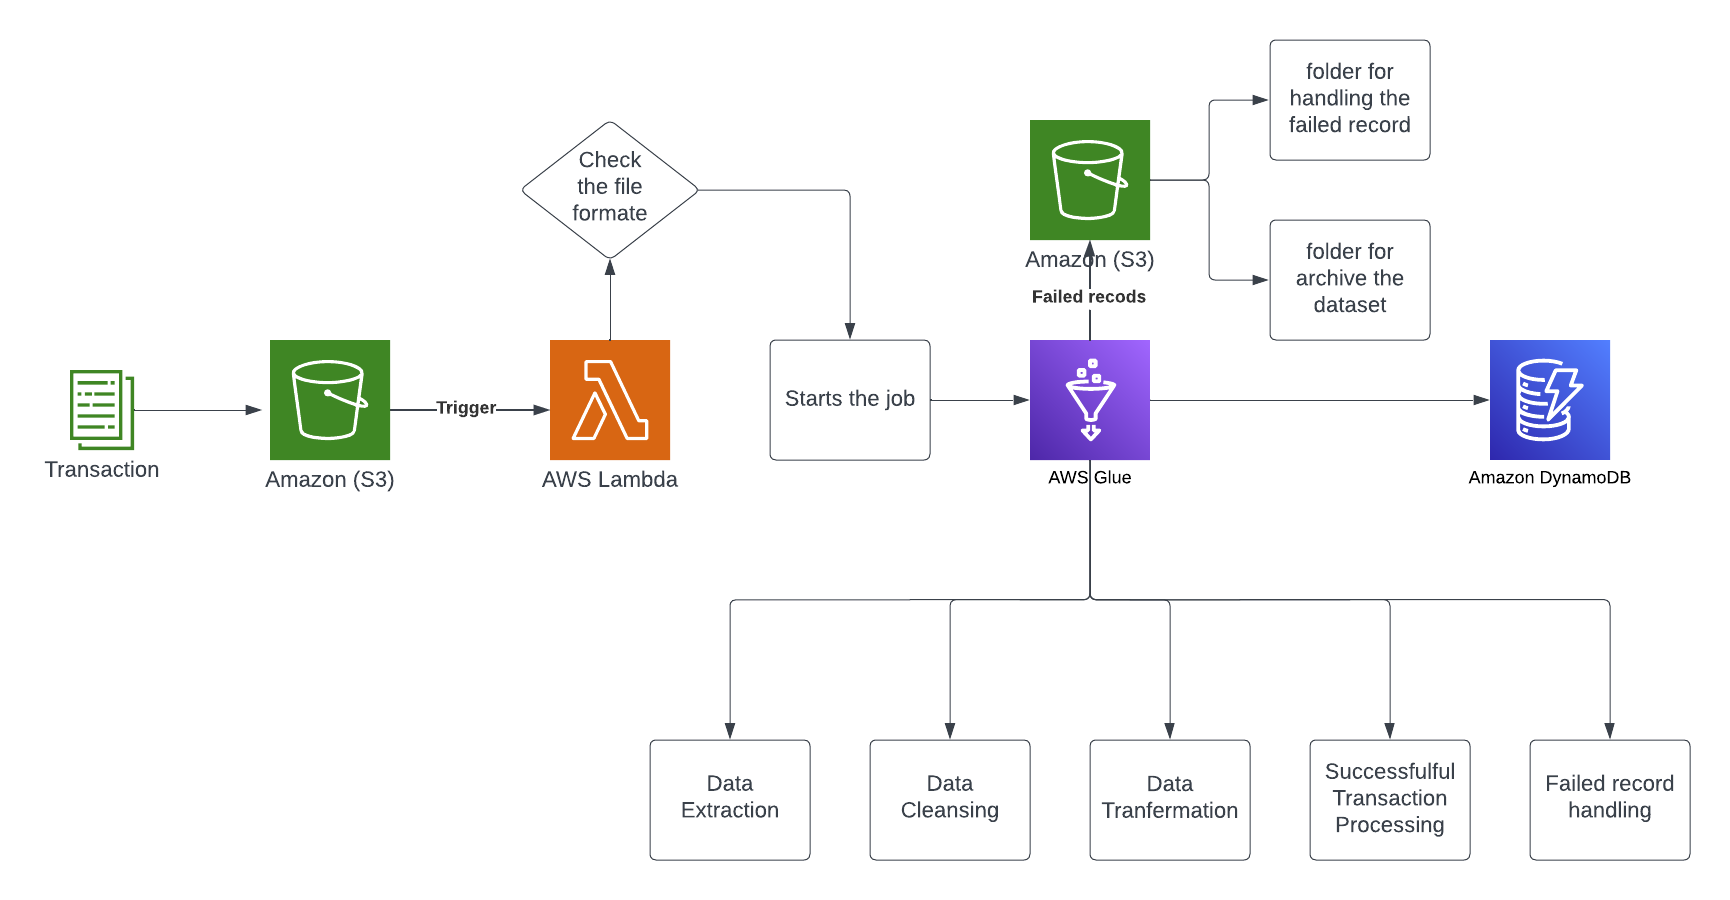 Transaction
Amazon (S3)
Trigger
AWS Lambda
Check
the file
formate
Starts the job
AWS Glue
Failed recods
Amazon (S3)
folder for
handling the
failed record
folder for
archive the
dataset
Amazon DynamoDB
Data
Extraction
Data
Cleansing
Data
Tranfermation
Successfulful
Transaction
Processing
Failed record
handling